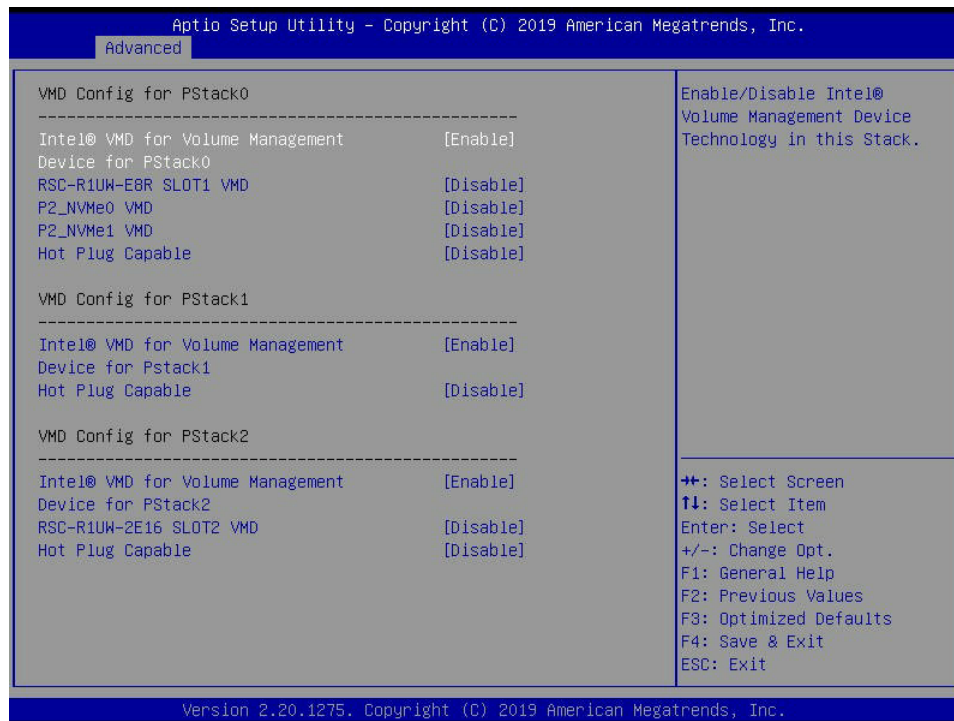 Aptio Setup Utility – Copyright (C) 2019 American Megatrends, Inc.
Advanced
VMD Config for PStack0
--------------------------------------------------
Intel® VMD for Volume Management [Enable]
Device for PStack0
RSC-R1UW-E8R SLOT1 VMD [Disable]
P2_NVMe0 VMD [Disable]
P2_NVMe1 VMD [Disable]
Hot Plug Capable [Disable]
VMD Config for PStack1
--------------------------------------------------
Intel® VMD for Volume Management [Enable]
Device for Pstack1
Hot Plug Capable [Disable]
VMD Config for PStack2
--------------------------------------------------
Intel® VMD for Volume Management [Enable]
Device for PStack2
RSC-R1UW-2E16 SLOT2 VMD [Disable]
Hot Plug Capable [Disable]
Enable/Disable Intel®
Volume Management Device
Technology in this Stack.
→←: Select Screen
↑↓: Select Item
Enter: Select
+/-: Change Opt.
F1: General Help
F2: Previous Values
F3: Optimized Defaults
F4: Save & Exit
ESC: Exit
Version 2.20.1275. Copyright (C) 2019 American Megatrends, Inc.